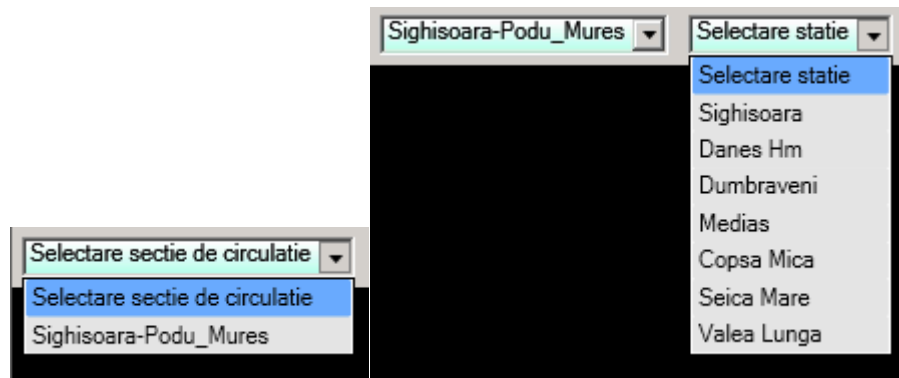 Selectare sectie de circulatie
Selectare sectie de circulatie
Sighisoara-Podu_Mures
Sighisoara-Podu_Mures
Selectare statie
Selectare statie
Sighisoara
Danes Hm
Dumbraveni
Medias
Copsa Mica
Seica Mare
Valea Lunga